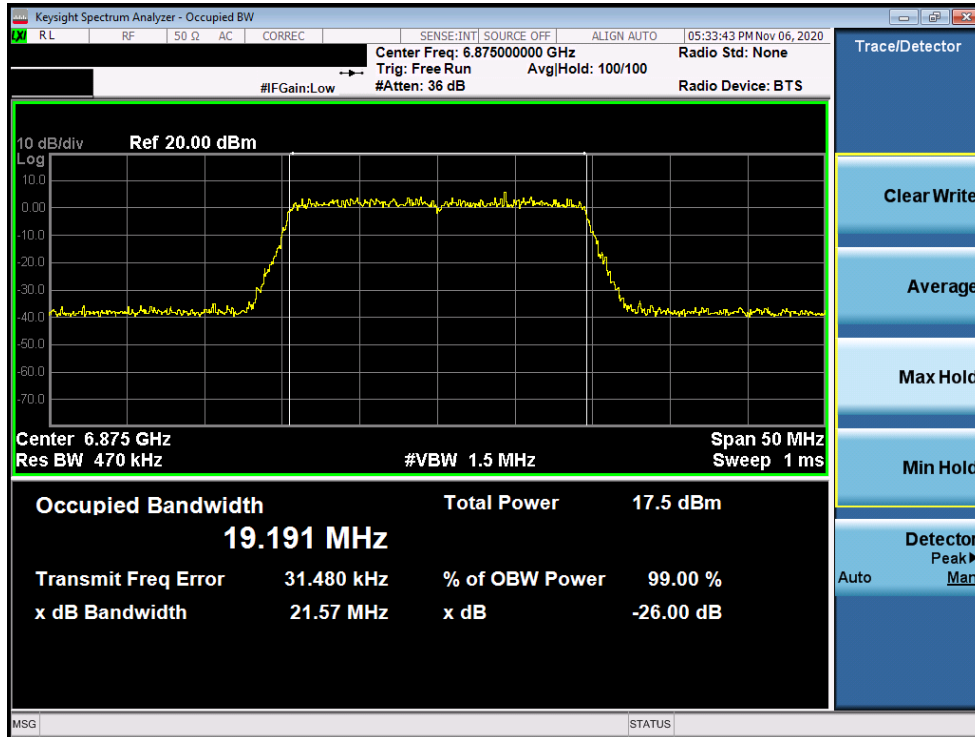 Keysight Spectrum Analyzer - Occupied BW
LXI RL RF 50 Ω AC CORREC SENSE:INT SOURCE OFF ALIGN AUTO 05:33:43 PM Nov 06, 2020
Center Freq: 6.875000000 GHz Radio Std: None
Trig: Free Run Avg|Hold: 100/100
#IFGain:Low #Atten: 36 dB Radio Device: BTS
10 dB/div Ref 20.00 dBm
Log
10.0
0.00
-10.0
-20.0
-30.0
-40.0
-50.0
-60.0
-70.0
Center 6.875 GHz Span 50 MHz
Res BW 470 kHz #VBW 1.5 MHz Sweep 1 ms
Occupied Bandwidth Total Power 17.5 dBm
19.191 MHz
Transmit Freq Error 31.480 kHz % of OBW Power 99.00 %
x dB Bandwidth 21.57 MHz x dB -26.00 dB
MSG STATUS
Trace/Detector
Clear Write
Average
Max Hold
Min Hold
Detector
Peak▶
Auto Man